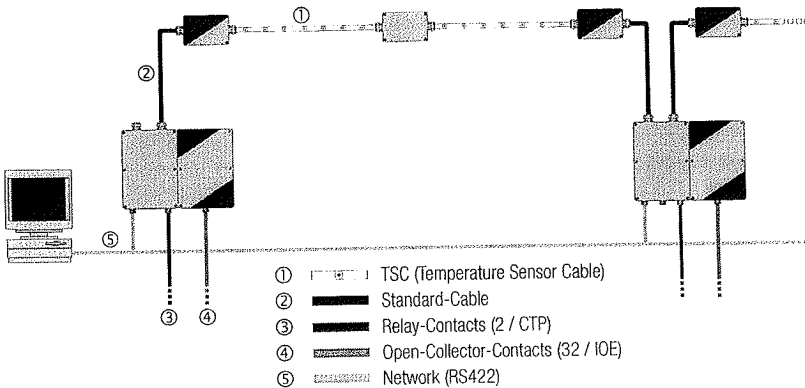 ①
②
⑤
③ ④
① TSC (Temperature Sensor Cable)
② Standard-Cable
③ Relay-Contacts (2 / CTP)
④ Open-Collector-Contacts (32 / IOE)
⑤ Network (RS422)